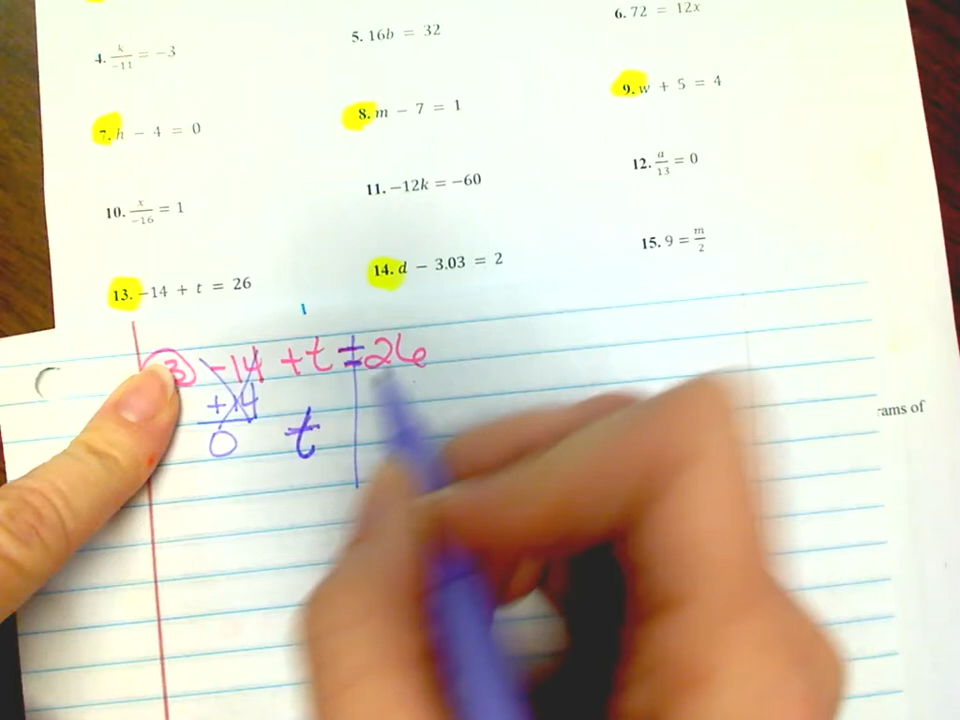 6. 72 = 12x
4. k/-11 = -3
5. 16b = 32
7. h - 4 = 0
8. m - 7 = 1
9. w + 5 = 4
10. x/-16 = 1
11. -12k = -60
12. a/13 = 0
13. -14 + t = 26
14. d - 3.03 = 2
15. 9 = m/2
3 -14 + t = 26
+14
0 t
rams of